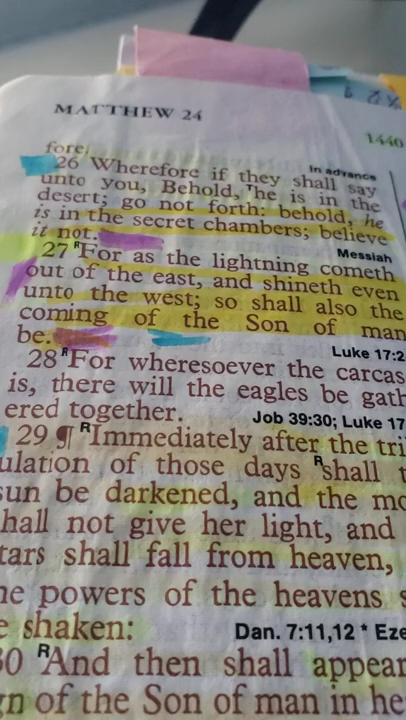 MATTHEW 24
1440
fore.
In advance
26 Wherefore if they shall say
unto you, Behold, he is in the
desert; go not forth: behold, he
is in the secret chambers; believe
it not.
Messiah
27 RFor as the lightning cometh
out of the east, and shineth even
unto the west; so shall also the
coming of the Son of man
be.
Luke 17:2
28 RFor wheresoever the carcas
is, there will the eagles be gath
ered together.
Job 39:30; Luke 17
29 ¶ RImmediately after the tri
ulation of those days Rshall t
sun be darkened, and the mo
hall not give her light, and
tars shall fall from heaven,
he powers of the heavens s
e shaken:
Dan. 7:11,12 * Eze
30 RAnd then shall appear
gn of the Son of man in he